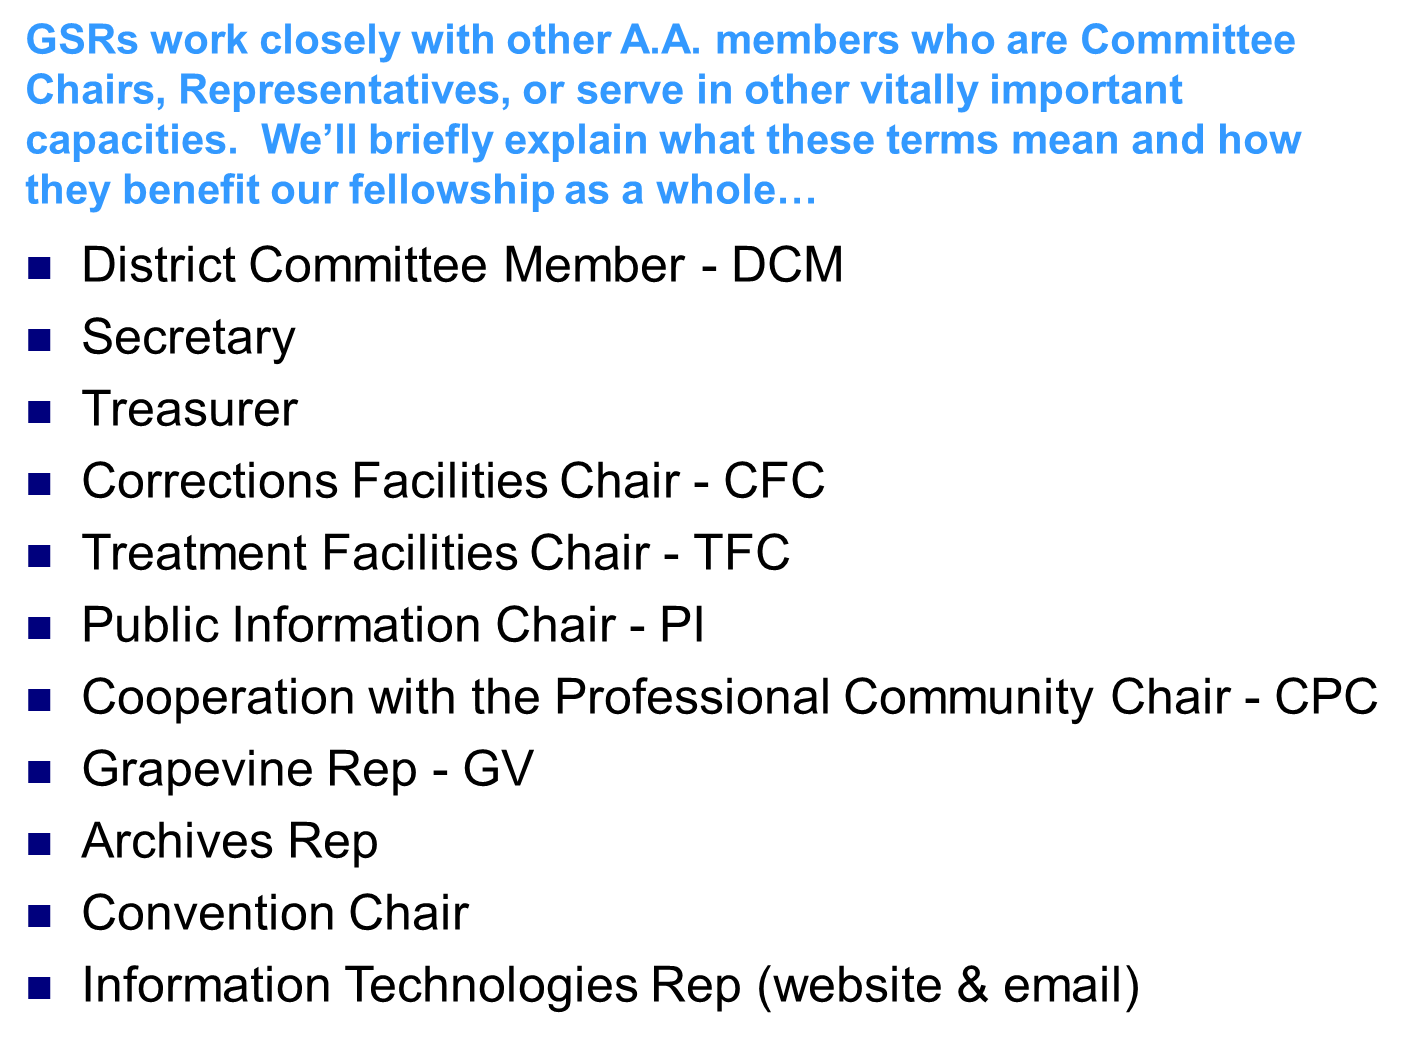 GSRs work closely with other A.A. members who are Committee
Chairs, Representatives, or serve in other vitally important
capacities.  We’ll briefly explain what these terms mean and how
they benefit our fellowship as a whole…
District Committee Member - DCM
Secretary
Treasurer
Corrections Facilities Chair - CFC
Treatment Facilities Chair - TFC
Public Information Chair - PI
Cooperation with the Professional Community Chair - CPC
Grapevine Rep - GV
Archives Rep
Convention Chair
Information Technologies Rep (website & email)